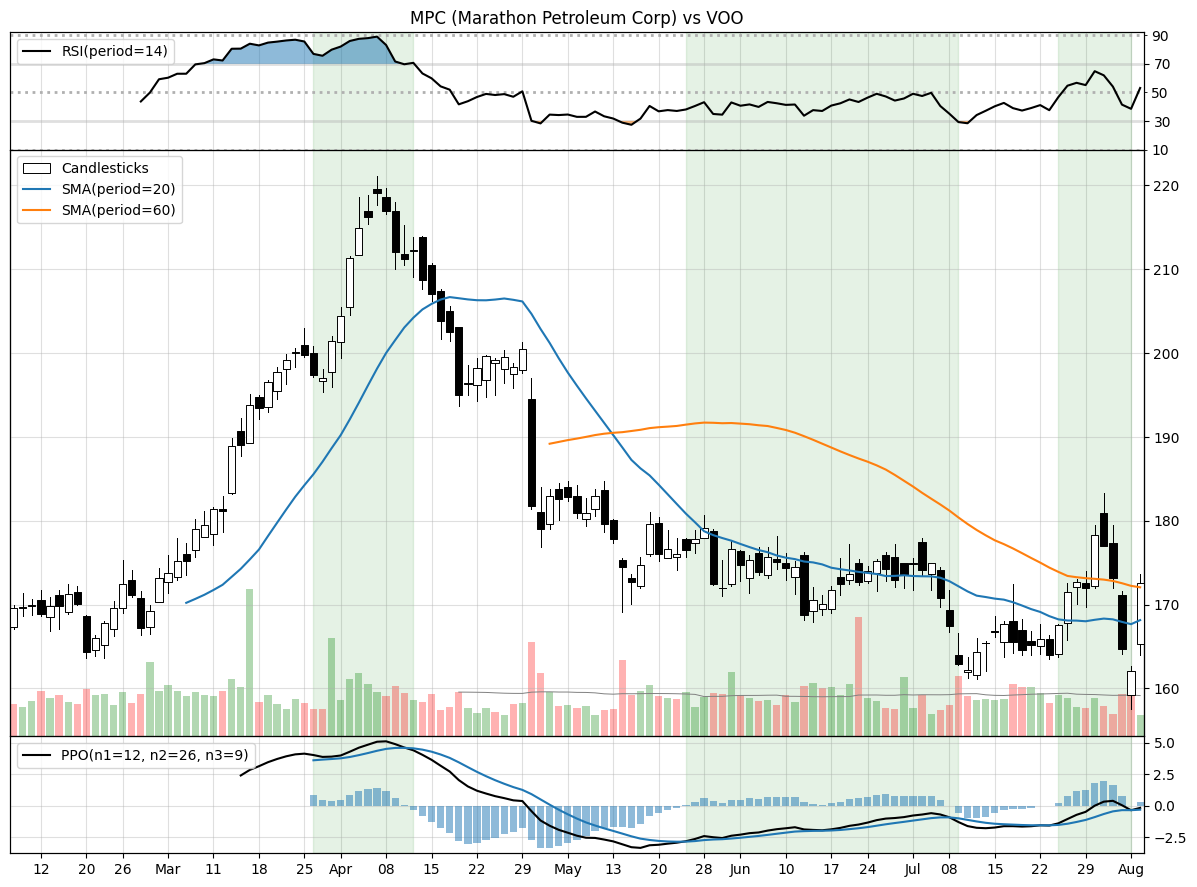 MPC (Marathon Petroleum Corp) vs VOO
RSI(period=14)
90
70
50
30
10
Candlesticks
SMA(period=20)
SMA(period=60)
220
210
200
190
180
170
160
PPO(n1=12, n2=26, n3=9)
5.0
2.5
0.0
−2.5
12 20 26 Mar 11 18 25 Apr 08 15 22 29 May 13 20 28 Jun 10 17 24 Jul 08 15 22 29 Aug